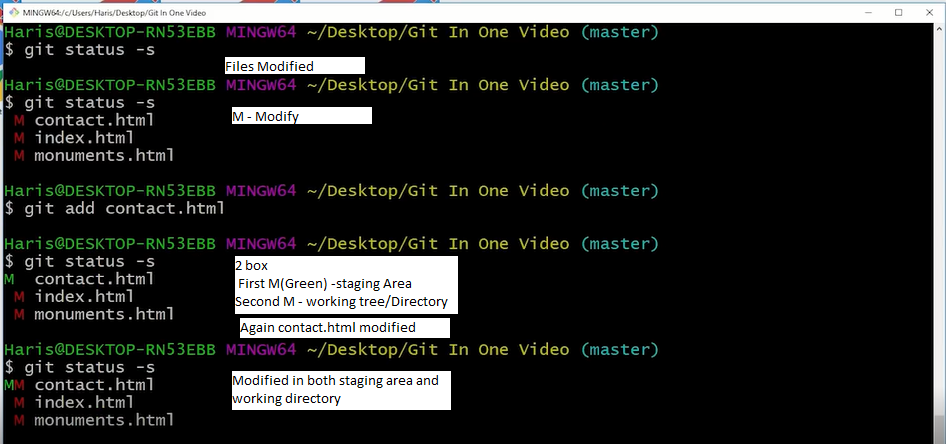 MINGW64:/c/Users/Haris/Desktop/Git In One Video
Haris@DESKTOP-RN53EBB MINGW64 ~/Desktop/Git In One Video (master)
$ git status -s
Files Modified
Haris@DESKTOP-RN53EBB MINGW64 ~/Desktop/Git In One Video (master)
$ git status -s
M contact.html
M - Modify
M index.html
M monuments.html
Haris@DESKTOP-RN53EBB MINGW64 ~/Desktop/Git In One Video (master)
$ git add contact.html
Haris@DESKTOP-RN53EBB MINGW64 ~/Desktop/Git In One Video (master)
$ git status -s
M contact.html
M index.html
M monuments.html
2 box
First M(Green) -staging Area
Second M - working tree/Directory
Again contact.html modified
Haris@DESKTOP-RN53EBB MINGW64 ~/Desktop/Git In One Video (master)
$ git status -s
MM contact.html
M index.html
M monuments.html
Modified in both staging area and
working directory